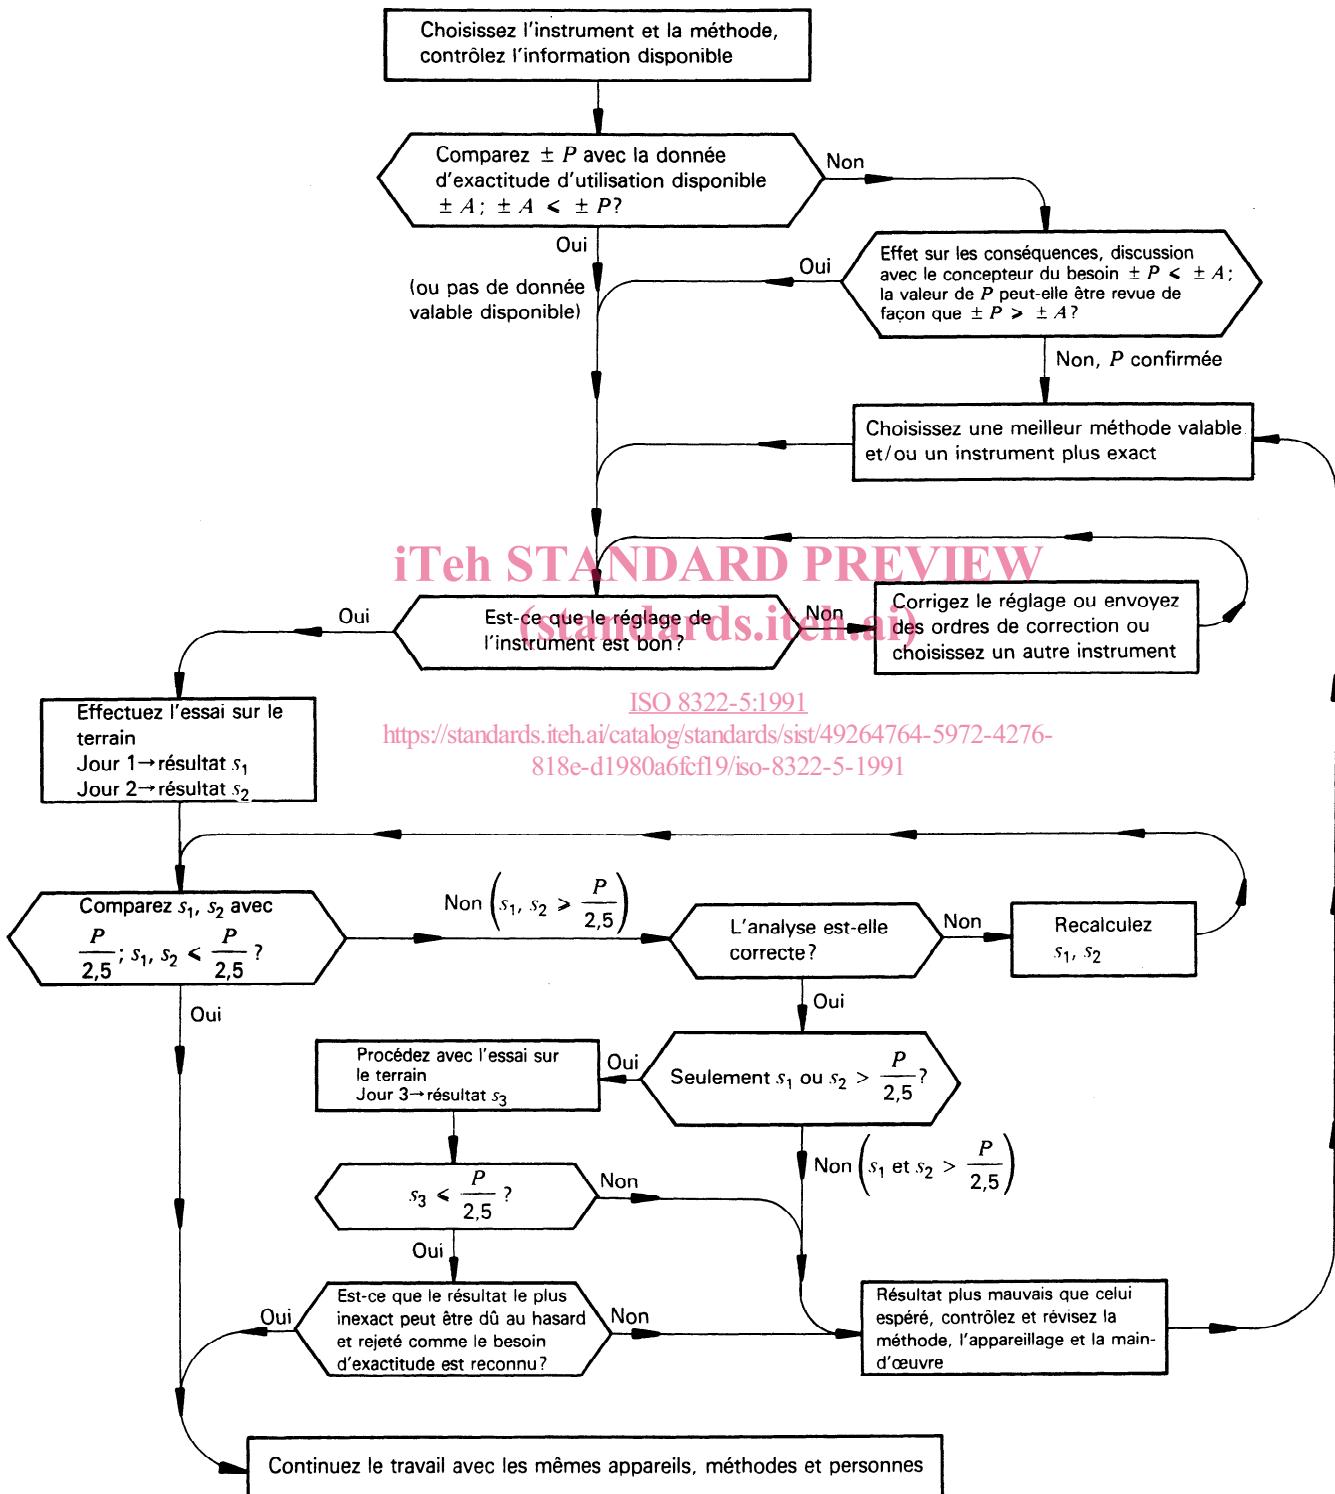 Choisissez l'instrument et la méthode,
contrôlez l'information disponible
Comparez ± P avec la donnée
d'exactitude d'utilisation disponible
± A; ± A ⩽ ± P?
Non
Oui
(ou pas de donnée
valable disponible)
Effet sur les conséquences, discussion
avec le concepteur du besoin ± P ⩽ ± A;
la valeur de P peut-elle être revue de
façon que ± P ⩾ ± A?
Oui
Non, P confirmée
Choisissez une meilleur méthode valable
et/ou un instrument plus exact
iTeh STANDARD PREVIEW
(standards.iteh.ai)
Est-ce que le réglage de
l'instrument est bon?
Oui
Non
Corrigez le réglage ou envoyez
des ordres de correction ou
choisissez un autre instrument
ISO 8322-5:1991
https://standards.iteh.ai/catalog/standards/sist/49264764-5972-4276-
818e-d1980a6fcf19/iso-8322-5-1991
Effectuez l'essai sur le
terrain
Jour 1→résultat s₁
Jour 2→résultat s₂
Comparez s₁, s₂ avec
P/2,5; s₁, s₂ ⩽ P/2,5 ?
Non (s₁, s₂ ⩾ P/2,5)
L'analyse est-elle
correcte?
Non
Recalculez
s₁, s₂
Oui
Oui
Seulement s₁ ou s₂ > P/2,5?
Oui
Procédez avec l'essai sur
le terrain
Jour 3→résultat s₃
Non (s₁ et s₂ > P/2,5)
s₃ ⩽ P/2,5 ?
Non
Oui
Est-ce que le résultat le plus
inexact peut être dû au hasard
et rejeté comme le besoin
d'exactitude est reconnu?
Oui
Non
Résultat plus mauvais que celui
espéré, contrôlez et révisez la
méthode, l'appareillage et la main-
d'œuvre
Continuez le travail avec les mêmes appareils, méthodes et personnes